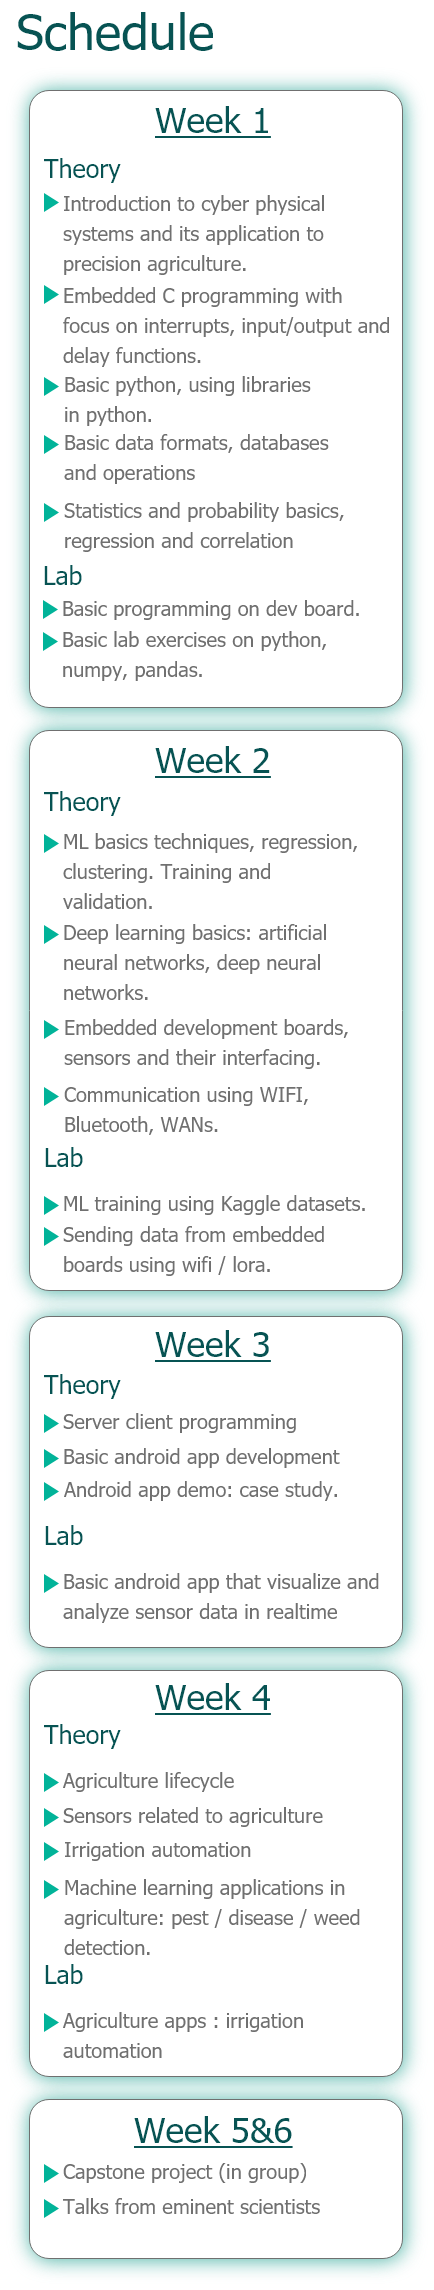 Schedule
Week 1
Theory
Introduction to cyber physical
systems and its application to
precision agriculture.
Embedded C programming with
focus on interrupts, input/output and
delay functions.
Basic python, using libraries
in python.
Basic data formats, databases
and operations
Statistics and probability basics,
regression and correlation
Lab
Basic programming on dev board.
Basic lab exercises on python,
numpy, pandas.
Week 2
Theory
ML basics techniques, regression,
clustering. Training and
validation.
Deep learning basics: artificial
neural networks, deep neural
networks.
Embedded development boards,
sensors and their interfacing.
Communication using WIFI,
Bluetooth, WANs.
Lab
ML training using Kaggle datasets.
Sending data from embedded
boards using wifi / lora.
Week 3
Theory
Server client programming
Basic android app development
Android app demo: case study.
Lab
Basic android app that visualize and
analyze sensor data in realtime
Week 4
Theory
Agriculture lifecycle
Sensors related to agriculture
Irrigation automation
Machine learning applications in
agriculture: pest / disease / weed
detection.
Lab
Agriculture apps : irrigation
automation
Week 5&6
Capstone project (in group)
Talks from eminent scientists